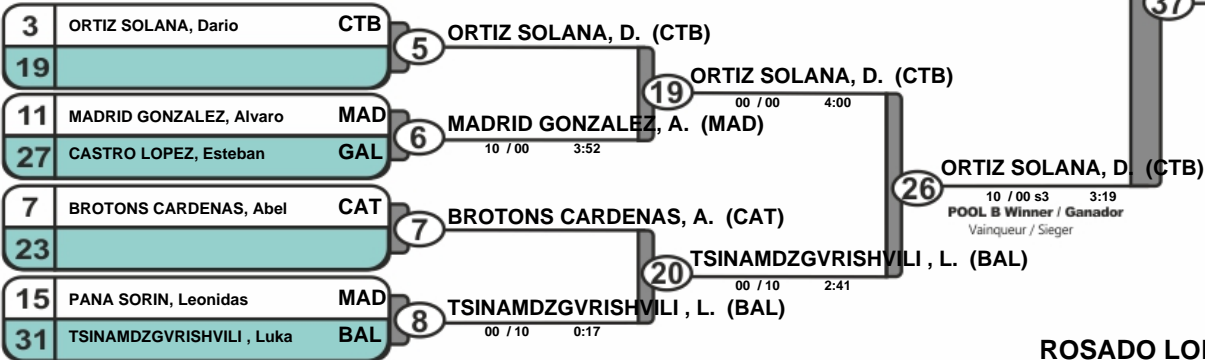 3 ORTIZ SOLANA, Dario CTB
19
5
ORTIZ SOLANA, D. (CTB)
11 MADRID GONZALEZ, Alvaro MAD
27 CASTRO LOPEZ, Esteban GAL
6
MADRID GONZALEZ, A. (MAD)
10 / 00 3:52
19
ORTIZ SOLANA, D. (CTB)
00 / 00 4:00
7 BROTONS CARDENAS, Abel CAT
23
7
BROTONS CARDENAS, A. (CAT)
15 PANA SORIN, Leonidas MAD
31 TSINAMDZGVRISHVILI , Luka BAL
8
TSINAMDZGVRISHVILI , L. (BAL)
00 / 10 0:17
20
TSINAMDZGVRISHVILI , L. (BAL)
00 / 10 2:41
26
ORTIZ SOLANA, D. (CTB)
10 / 00 s3 3:19
POOL B Winner / Ganador
Vainqueur / Sieger
37
ROSADO LO